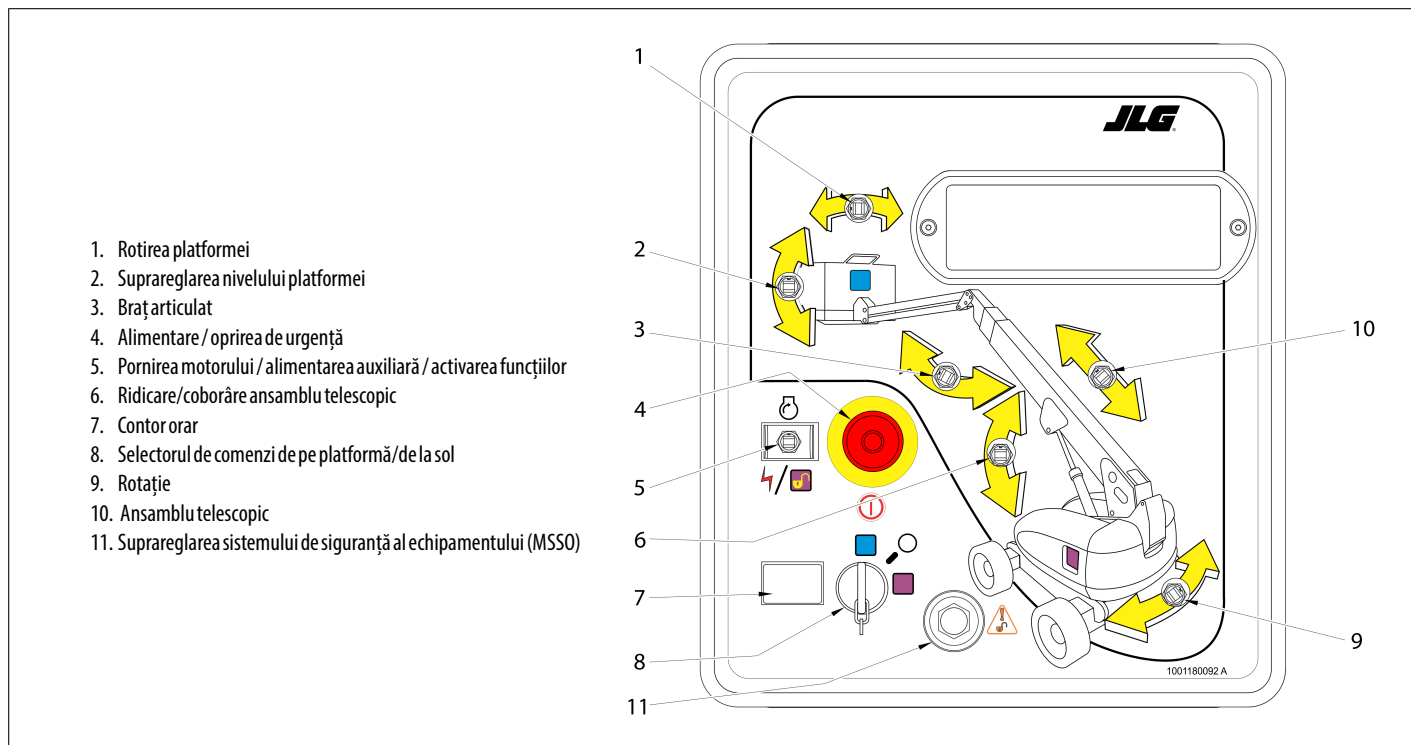 1. Rotirea platformei
2. Suprareglarea nivelului platformei
3. Braț articulat
4. Alimentare / oprirea de urgență
5. Pornirea motorului / alimentarea auxiliară / activarea funcțiilor
6. Ridicare/coborâre ansamblu telescopic
7. Contor orar
8. Selectorul de comenzi de pe platformă/de la sol
9. Rotație
10. Ansamblu telescopic
11. Suprareglarea sistemului de siguranță al echipamentului (MSSO)
1
JLG
2
3
10
4
5
6
7
8
9
11
1001180092 A